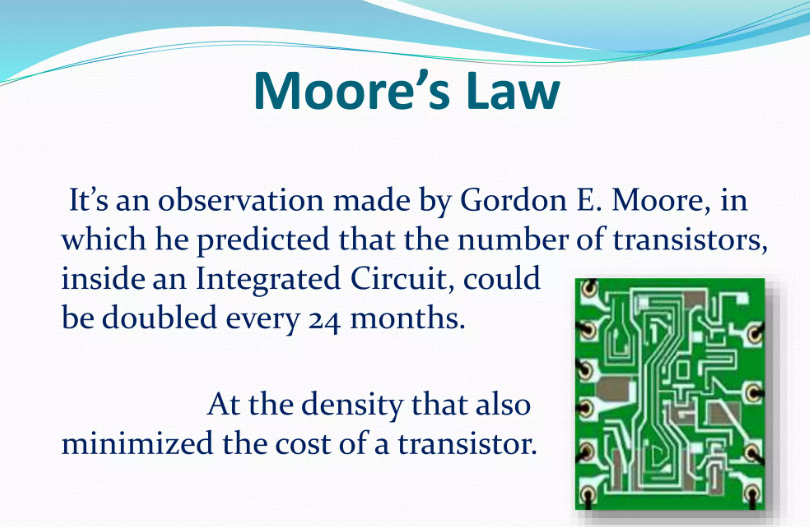 Moore’s Law
It’s an observation made by Gordon E. Moore, in
which he predicted that the number of transistors,
inside an Integrated Circuit, could
be doubled every 24 months.
At the density that also
minimized the cost of a transistor.